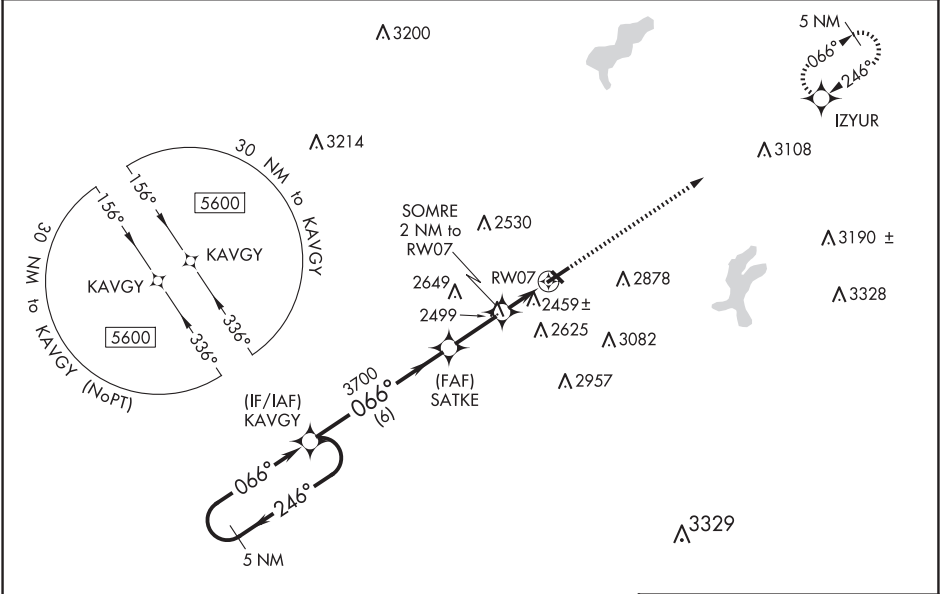 3200
5 NM
066°
246°
IZYUR
3214
3108
30 NM to KAVGY
156°
5600
KAVGY
336°
30 NM to KAVGY (NoPT)
156°
KAVGY
5600
336°
SOMRE
2 NM to
RW07
2530
3190 ±
RW07
2649
2878
2499
2459±
3328
2625
3082
(FAF)
SATKE
2957
3700
066°
(6)
(IF/IAF)
KAVGY
066°
246°
5 NM
3329